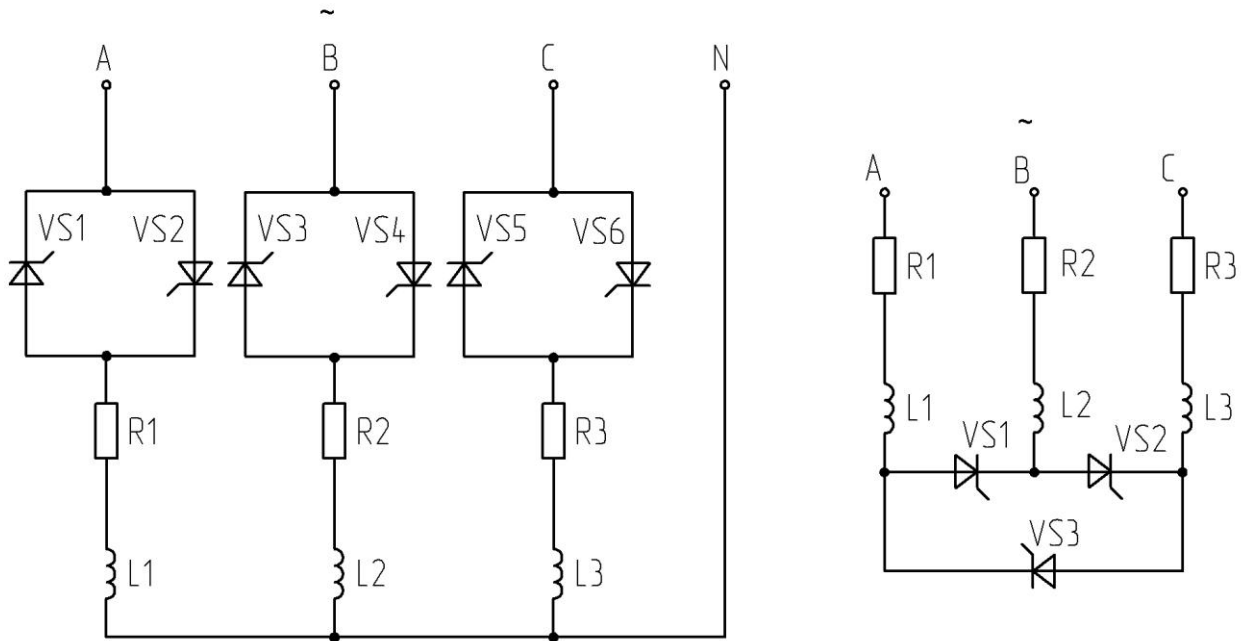 ~
A B C N
VS1 VS2 VS3 VS4 VS5 VS6
R1 R2 R3
L1 L2 L3
~
A B C
R1 R2 R3
L1 L2 L3
VS1 VS2
VS3